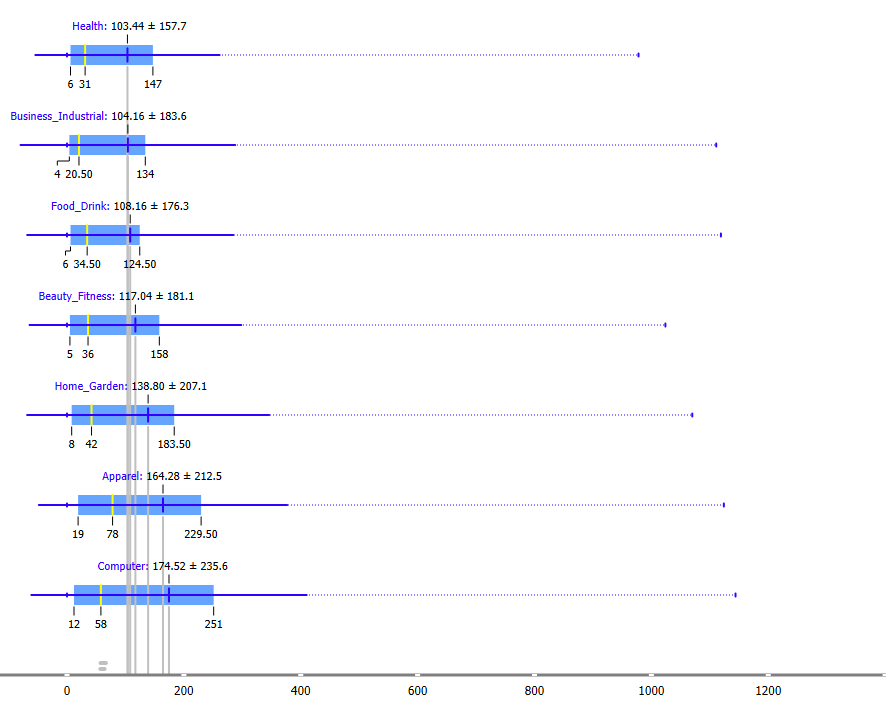 Health: 103.44 ± 157.7
6 31 147
Business_Industrial: 104.16 ± 183.6
4 20.50 134
Food_Drink: 108.16 ± 176.3
6 34.50 124.50
Beauty_Fitness: 117.04 ± 181.1
5 36 158
Home_Garden: 138.80 ± 207.1
8 42 183.50
Apparel: 164.28 ± 212.5
19 78 229.50
Computer: 174.52 ± 235.6
12 58 251
0 200 400 600 800 1000 1200